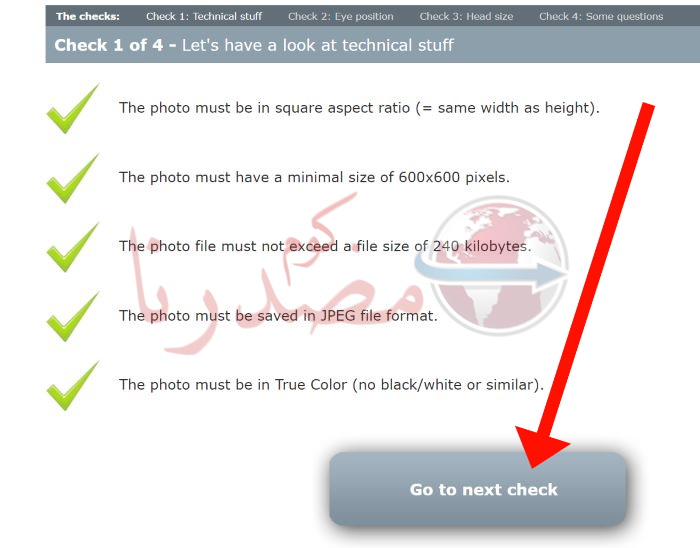 The checks: Check 1: Technical stuff Check 2: Eye position Check 3: Head size Check 4: Some questions
Check 1 of 4 - Let's have a look at technical stuff
The photo must be in square aspect ratio (= same width as height).
The photo must have a minimal size of 600x600 pixels.
The photo file must not exceed a file size of 240 kilobytes.
The photo must be saved in JPEG file format.
The photo must be in True Color (no black/white or similar).
Go to next check